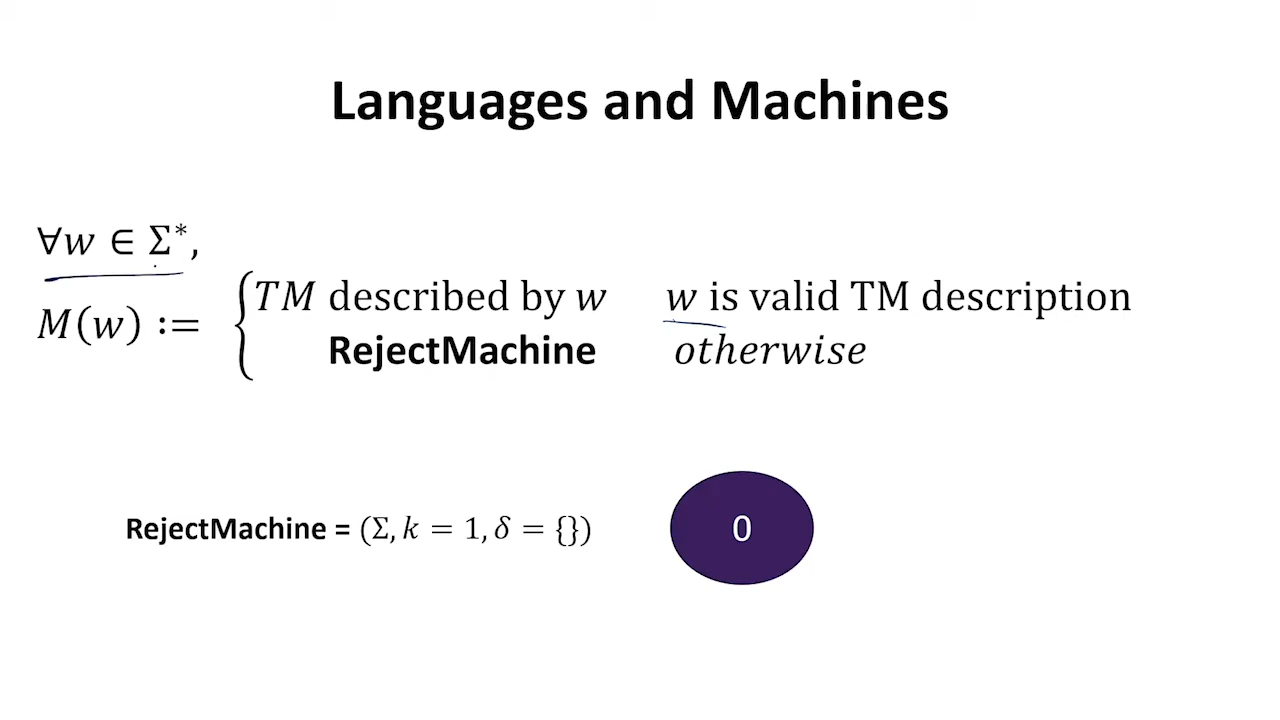 Languages and Machines
∀w ∈ Σ*,
M(w) := { TM described by w   w is valid TM description
RejectMachine   otherwise
RejectMachine = (Σ, k = 1, δ = {})
0